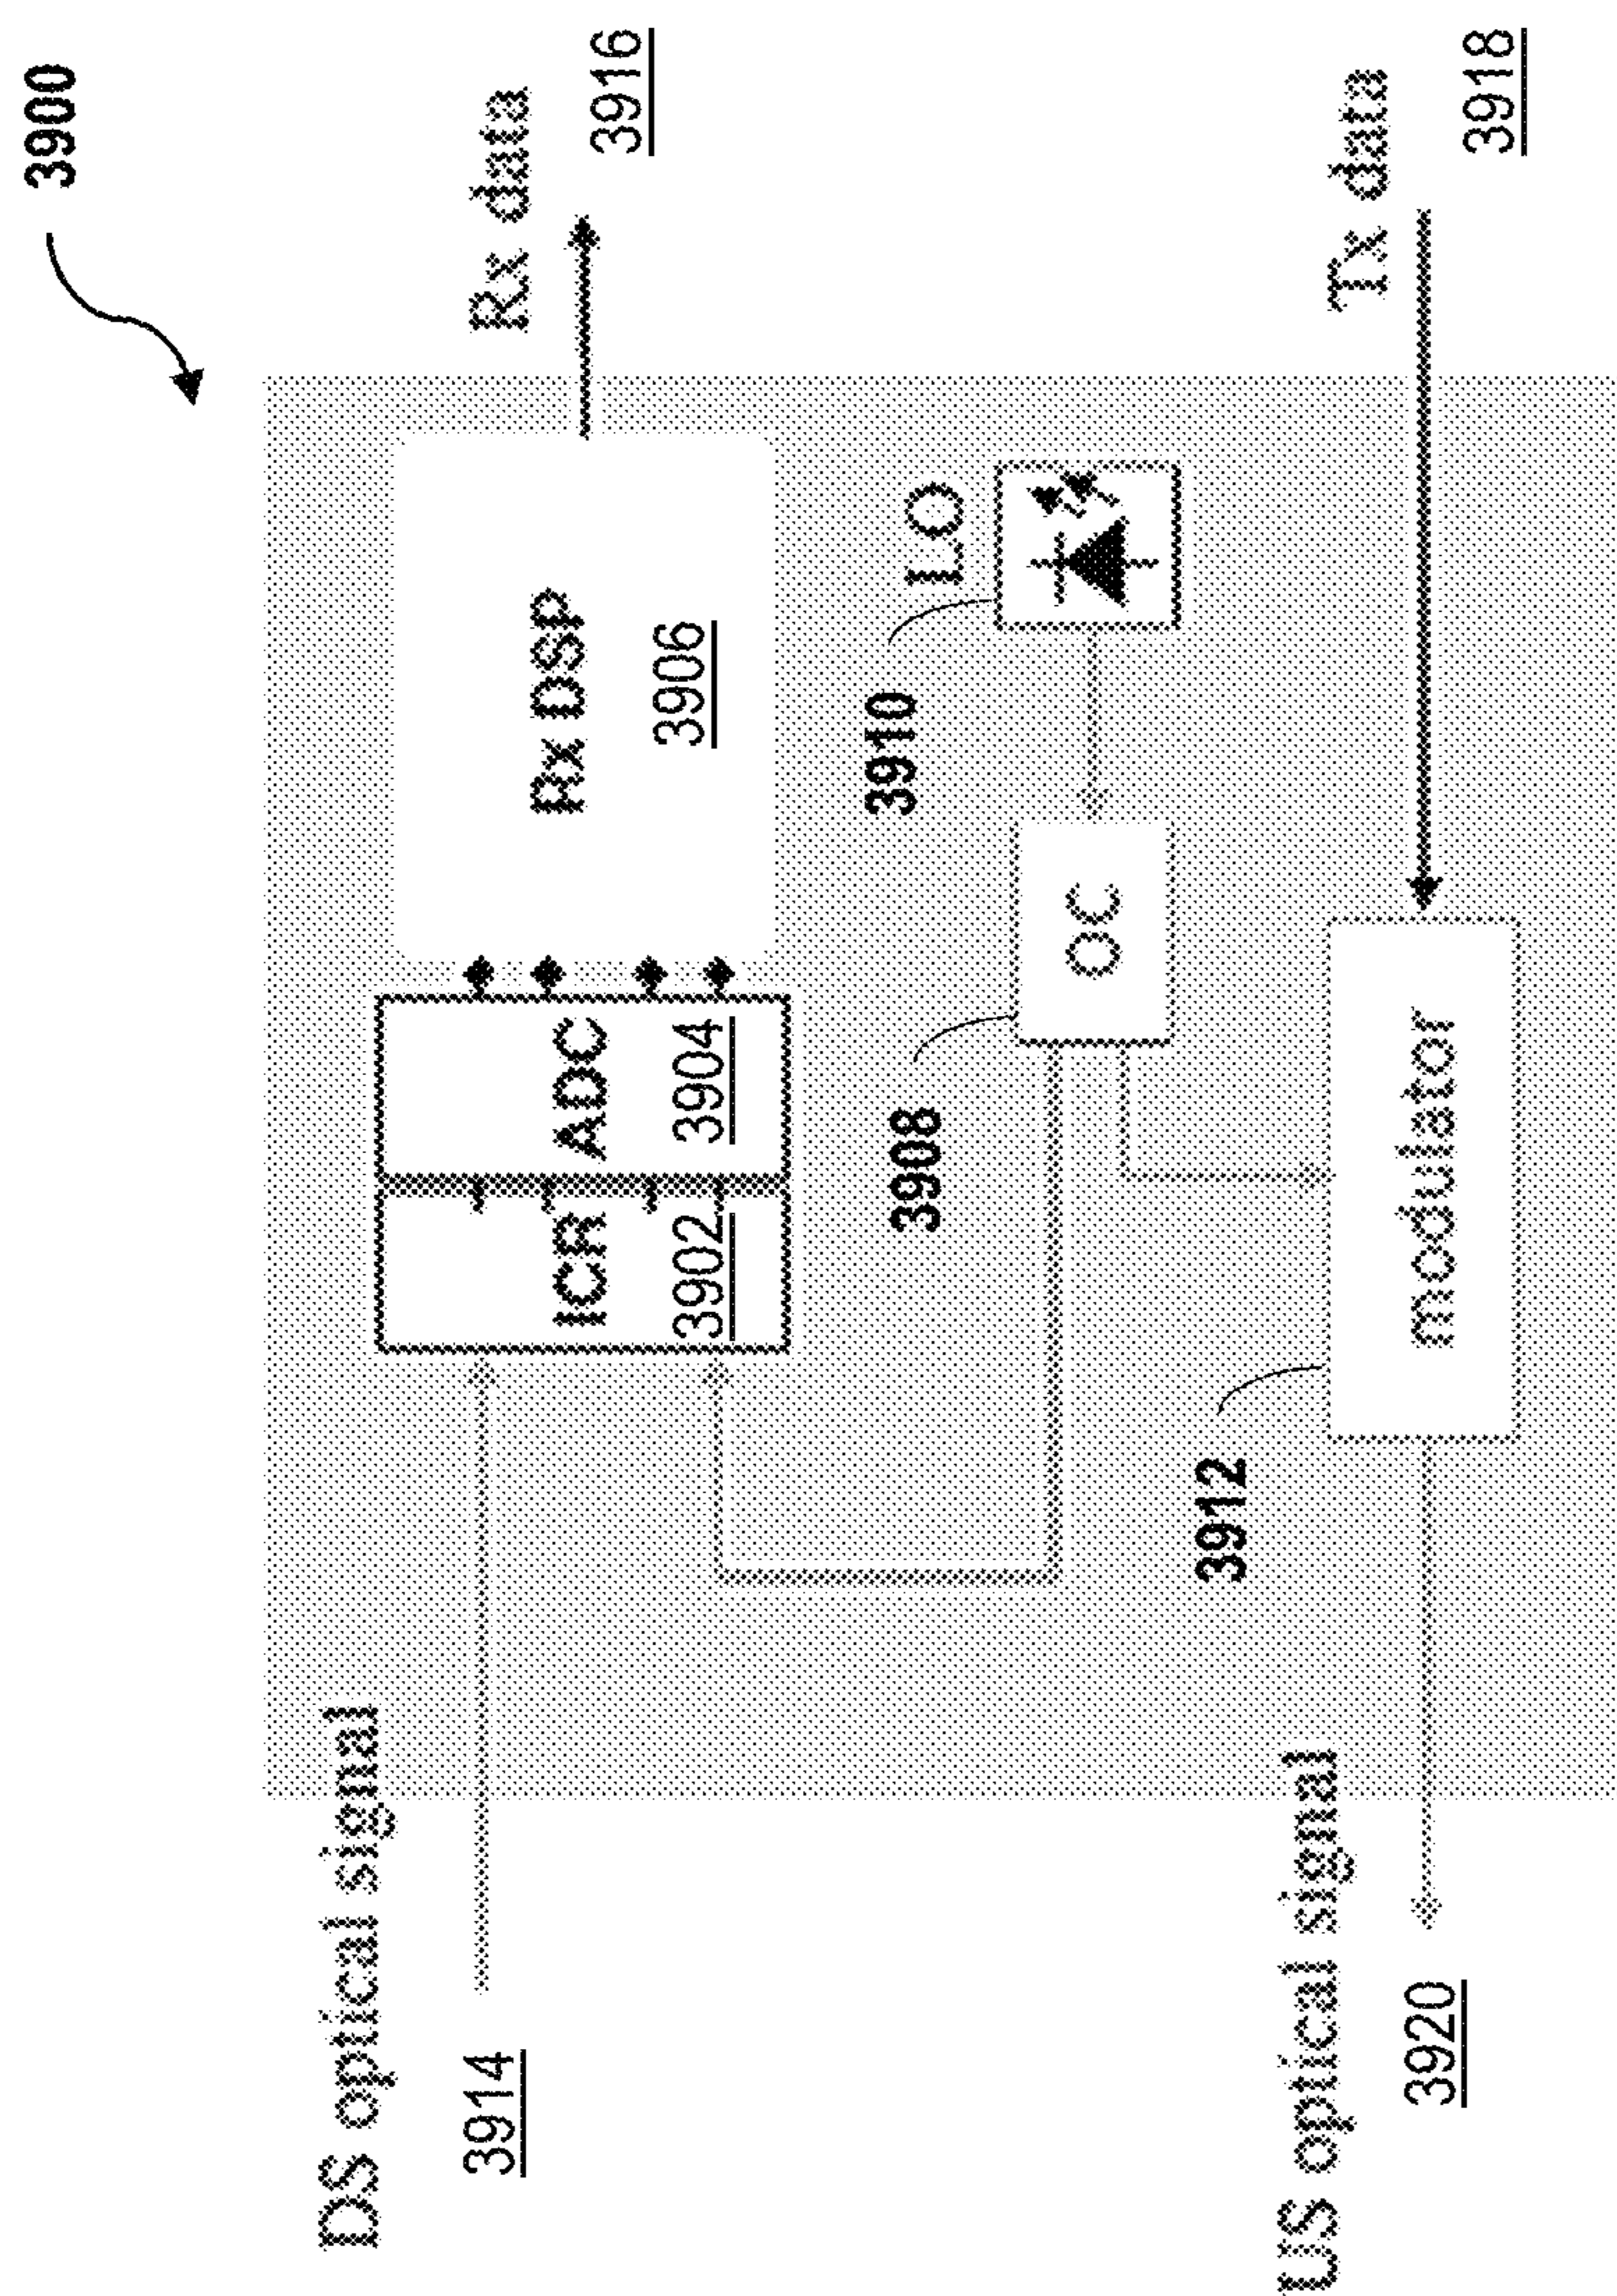 3900
DS optical signal
3914
ICR
3902
ADC
3904
Rx DSP
3906
Rx data
3916
3908
OC
3910
LO
3912
modulator
US optical signal
3920
Tx data
3918